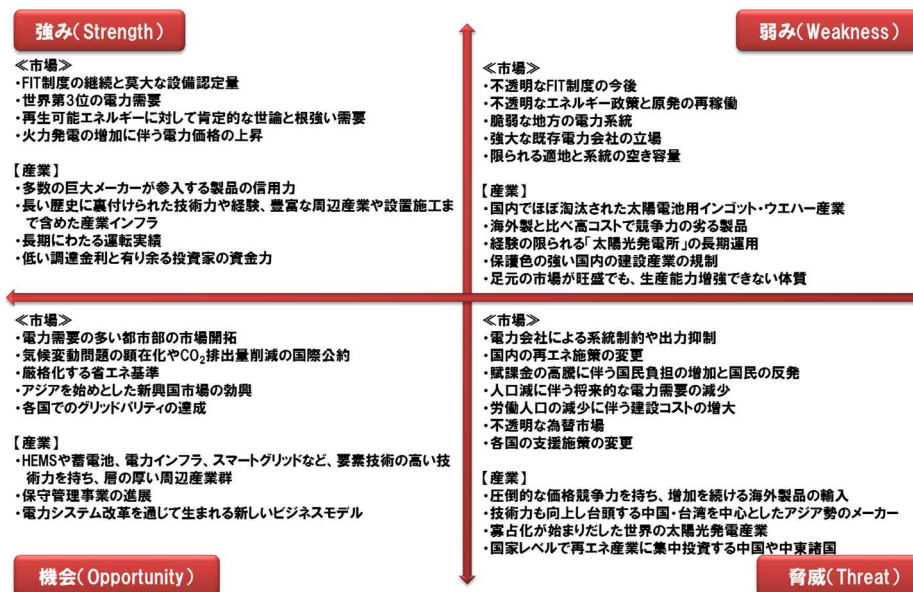 強み(Strength)
≪市場≫
・FIT制度の継続と莫大な設備認定量
・世界第3位の電力需要
・再生可能エネルギーに対して肯定的な世論と根強い需要
・火力発電の増加に伴う電力価格の上昇
【産業】
・多数の巨大メーカーが参入する製品の信用力
・長い歴史に裏付けられた技術力や経験、豊富な周辺産業や設置施工ま
で含めた産業インフラ
・長期にわたる運転実績
・低い調達金利と有り余る投資家の資金力
弱み(Weakness)
≪市場≫
・不透明なFIT制度の今後
・不透明なエネルギー政策と原発の再稼働
・脆弱な地方の電力系統
・強大な既存電力会社の立場
・限られる適地と系統の空き容量
【産業】
・国内でほぼ淘汰された太陽電池用インゴット・ウエハー産業
・海外製と比べ高コストで競争力の劣る製品
・経験の限られる「太陽光発電所」の長期運用
・保護色の強い国内の建設産業の規制
・足元の市場が旺盛でも、生産能力増強できない体質
≪市場≫
・電力需要の多い都市部の市場開拓
・気候変動問題の顕在化やCO₂排出量削減の国際公約
・厳格化する省エネ基準
・アジアを始めとした新興国市場の勃興
・各国でのグリッドパリティの達成
【産業】
・HEMSや蓄電池、電力インフラ、スマートグリッドなど、要素技術の高い技
術力を持ち、層の厚い周辺産業群
・保守管理事業の進展
・電力システム改革を通じて生まれる新しいビジネスモデル
機会(Opportunity)
≪市場≫
・電力会社による系統制約や出力抑制
・国内の再エネ施策の変更
・賦課金の高騰に伴う国民負担の増加と国民の反発
・人口減に伴う将来的な電力需要の減少
・労働人口の減少に伴う建設コストの増大
・不透明な為替市場
・各国の支援施策の変更
【産業】
・圧倒的な価格競争力を持ち、増加を続ける海外製品の輸入
・技術力も向上し台頭する中国・台湾を中心としたアジア勢のメーカー
・寡占化が始まりだした世界の太陽光発電産業
・国家レベルで再エネ産業に集中投資する中国や中東諸国
脅威(Threat)